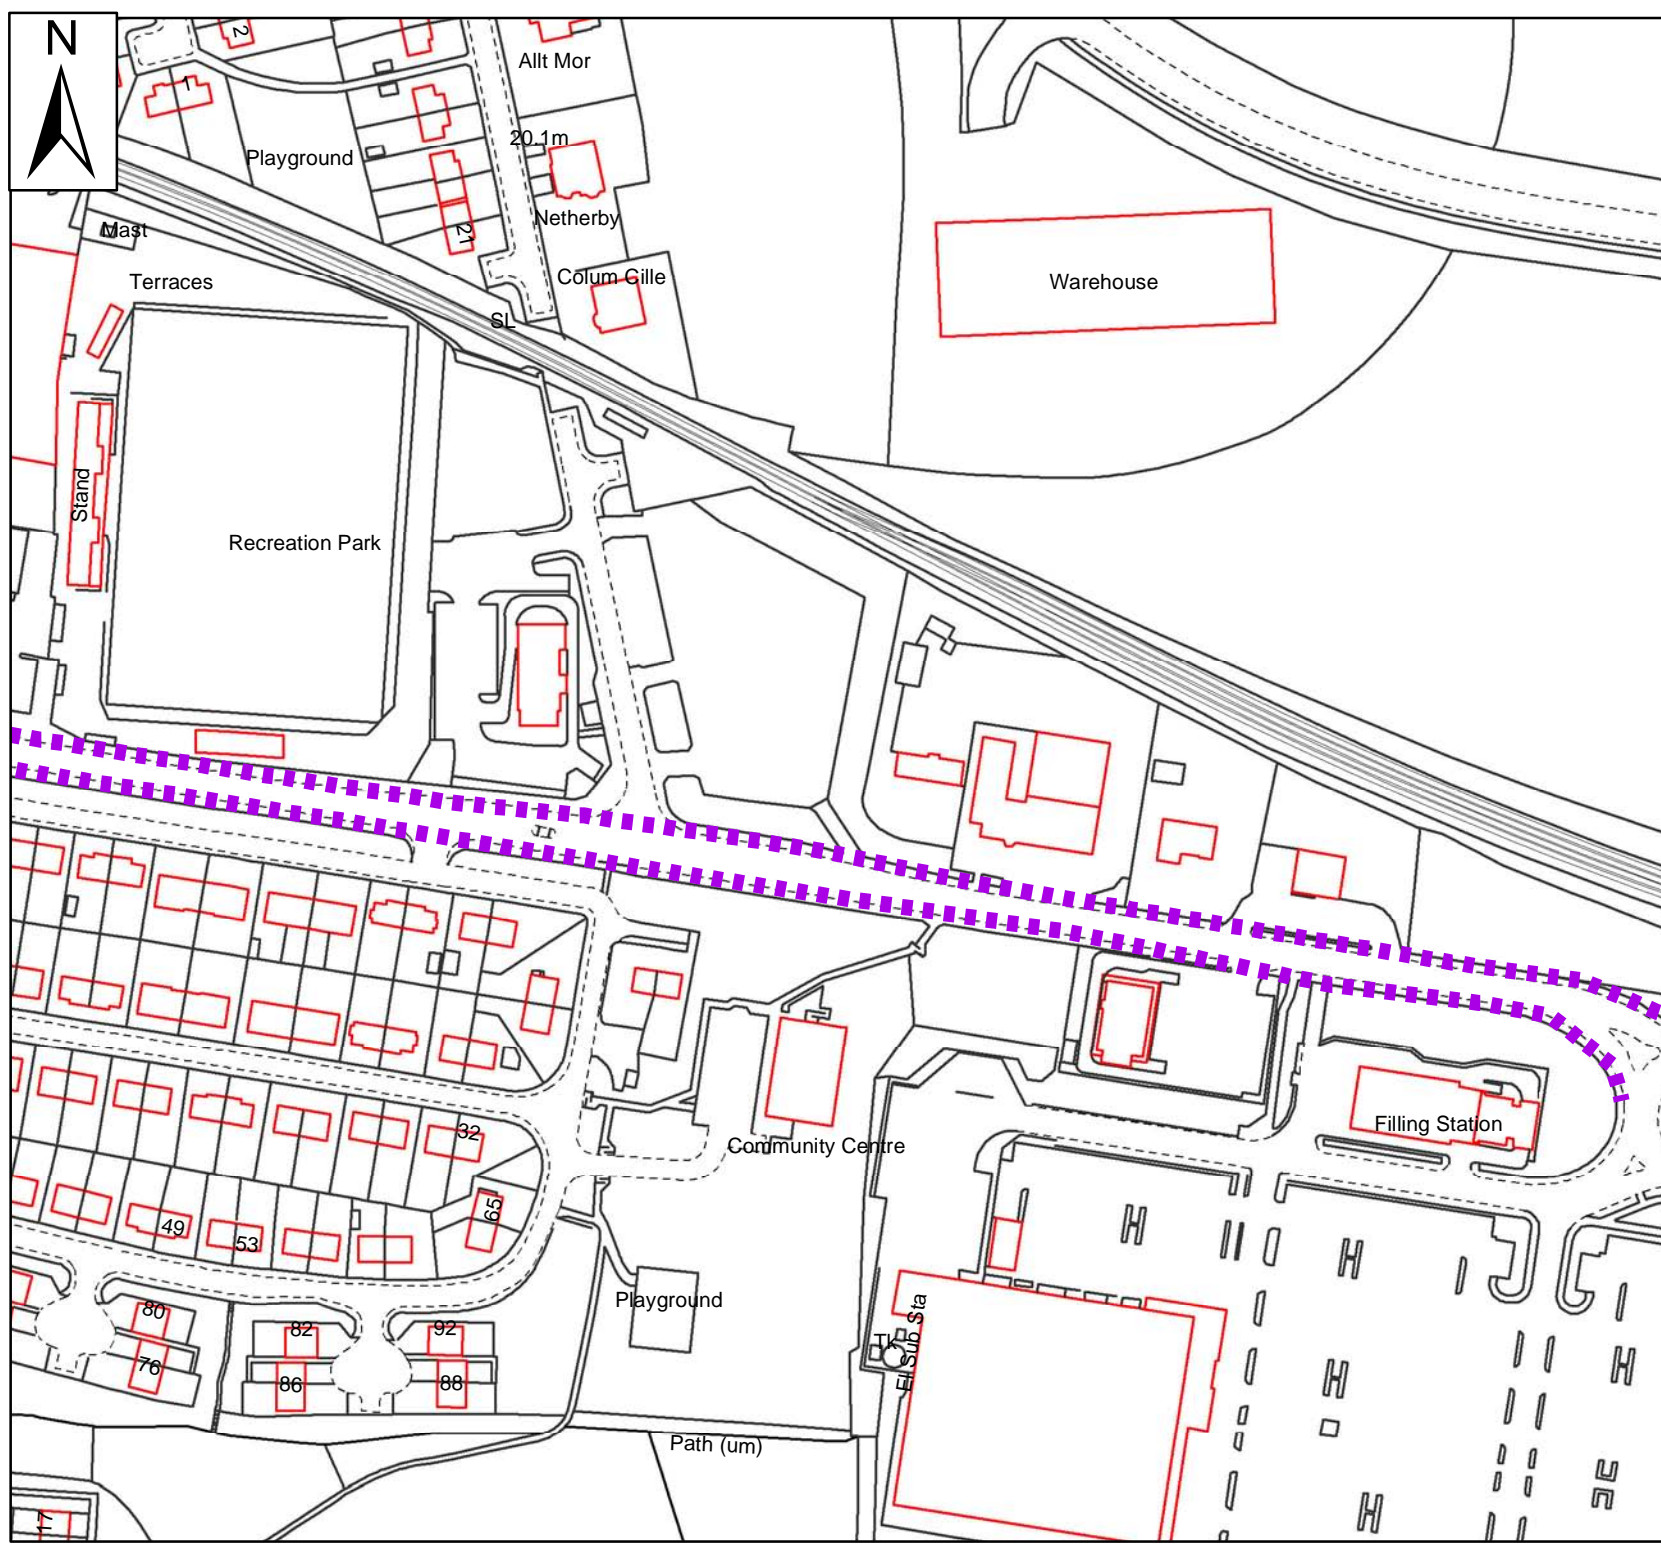 N
2
Allt Mor
1
20.1m
Playground
Netherby
21
Mast
Colum Cille
Terraces
Warehouse
SL
Stand
Recreation Park
32
Filling Station
Community Centre
65
49
53
Playground
80
82
92
El Sub Sta
Tk
76
86
88
Path (um)
17